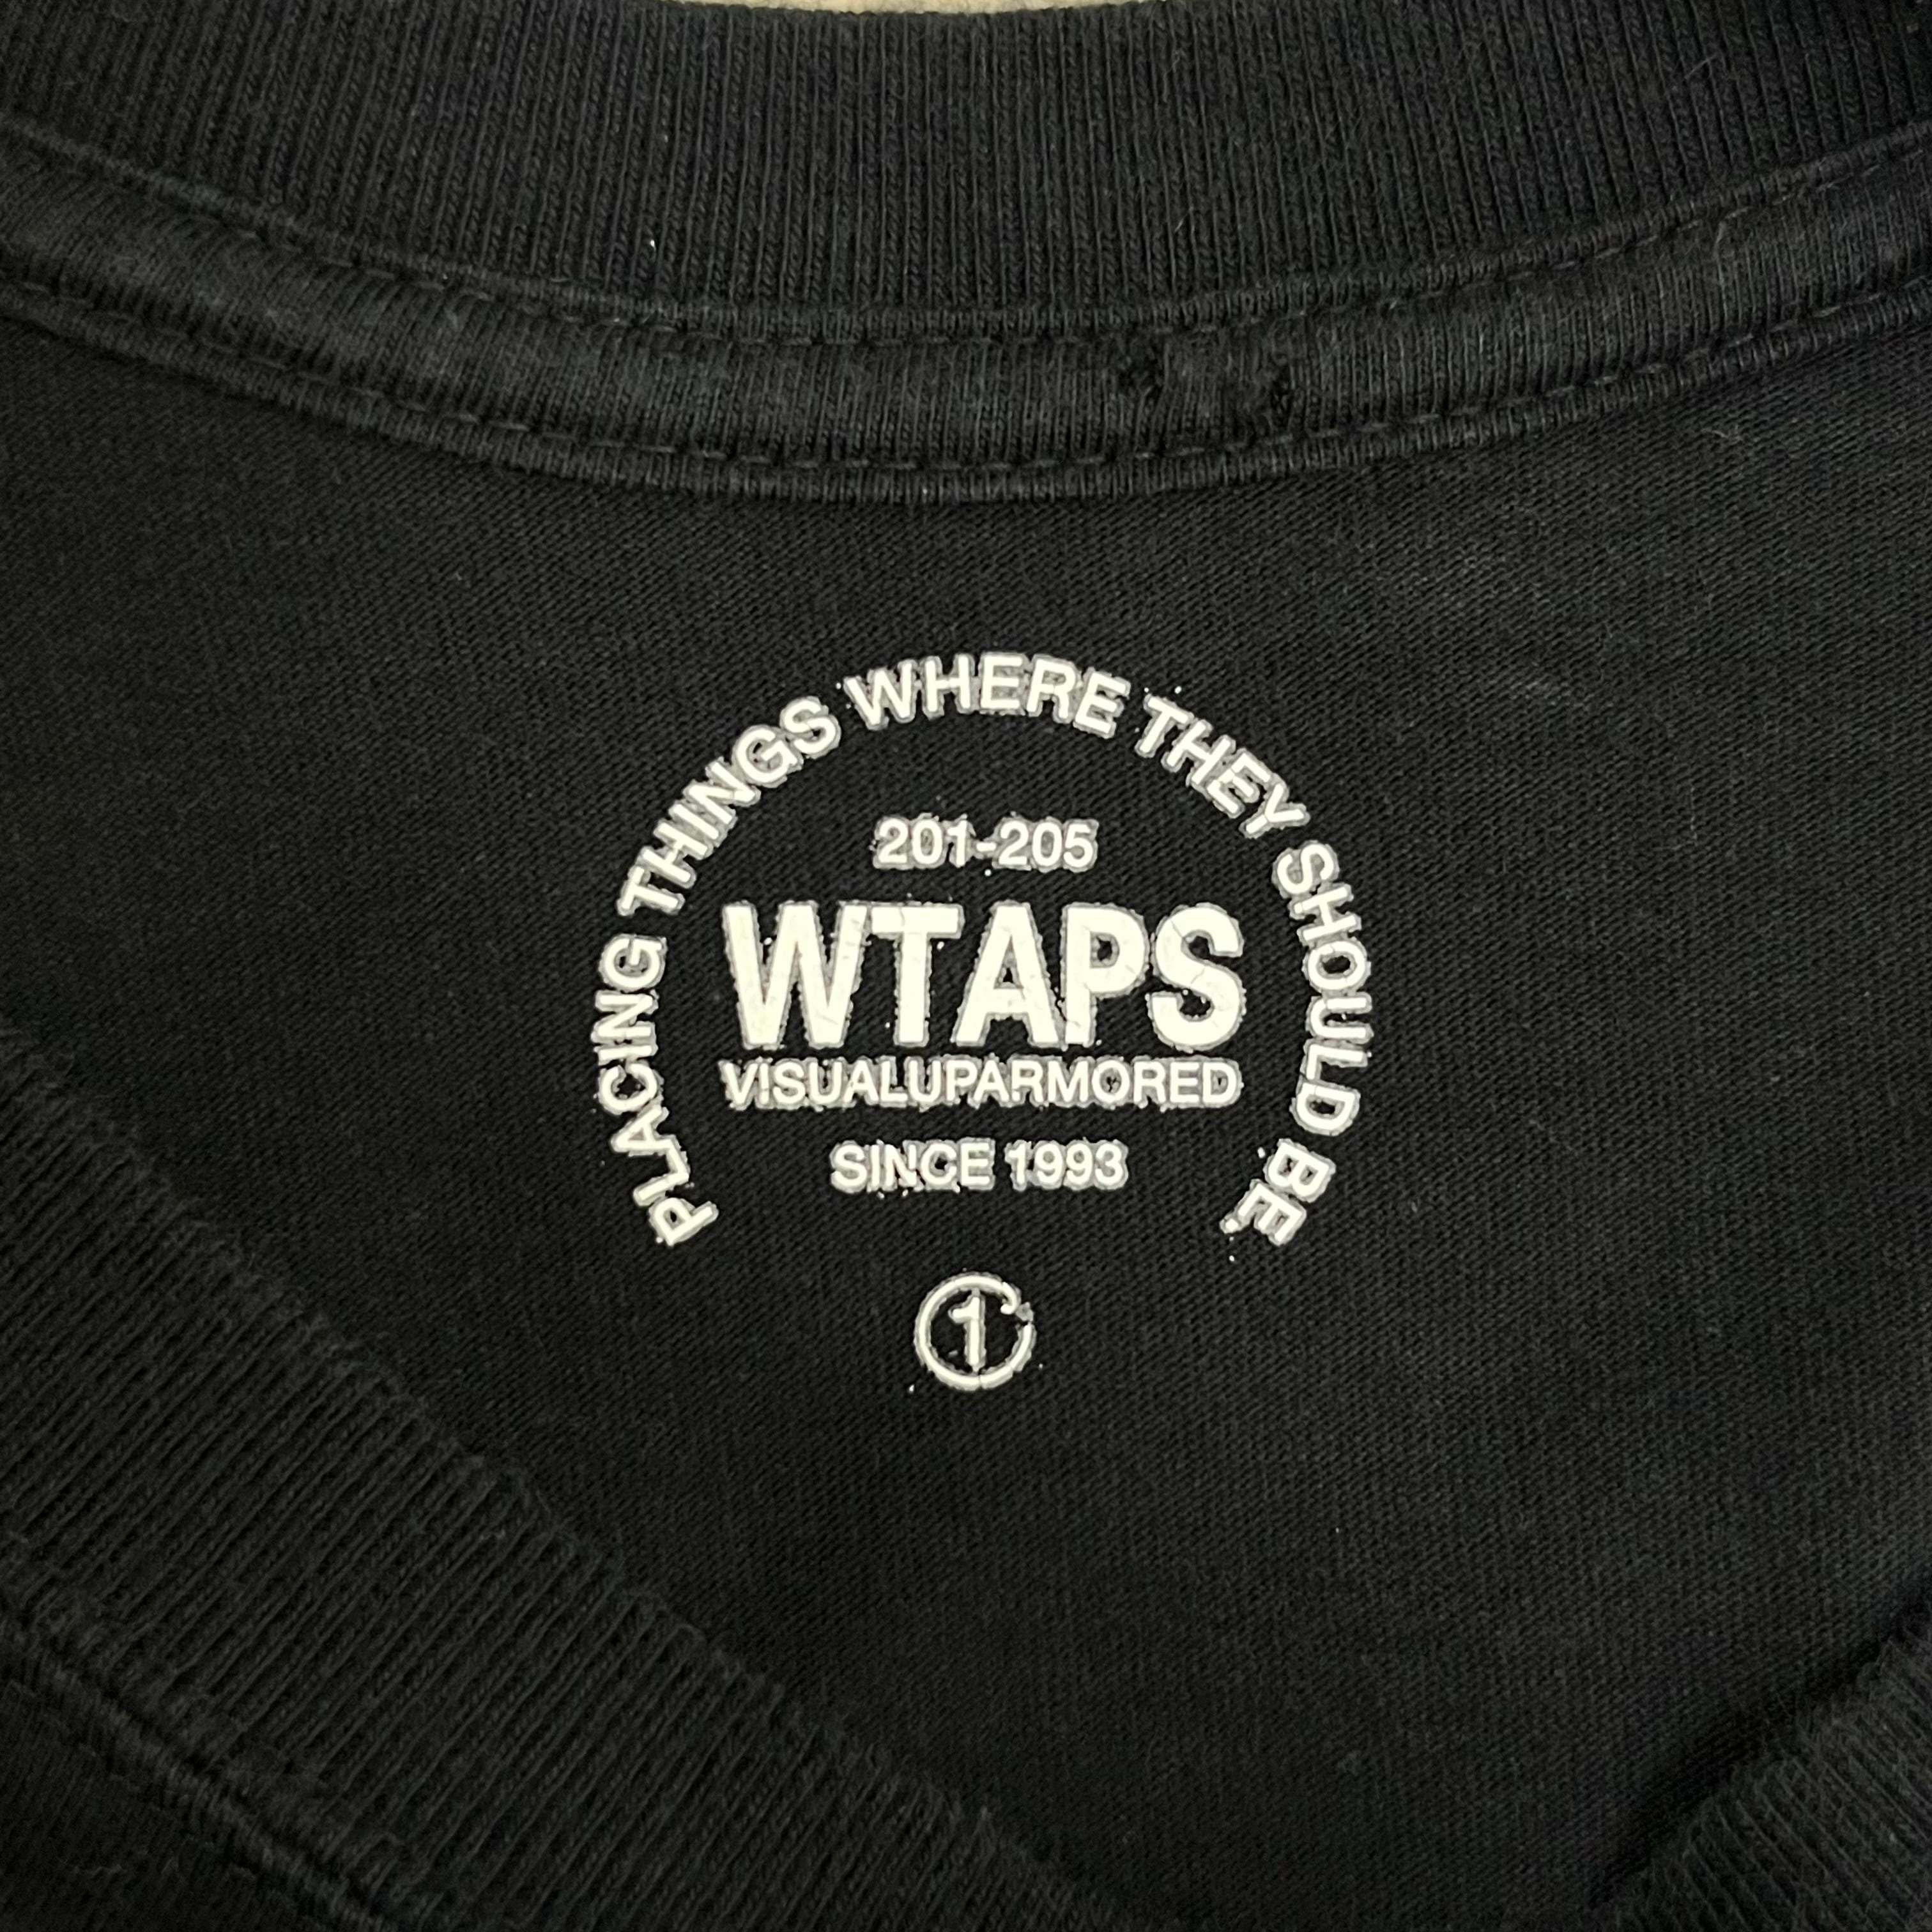 PLACING THINGS WHERE THEY SHOULD BE
201-205
WTAPS
VISUALUPARMORED
SINCE 1993
1